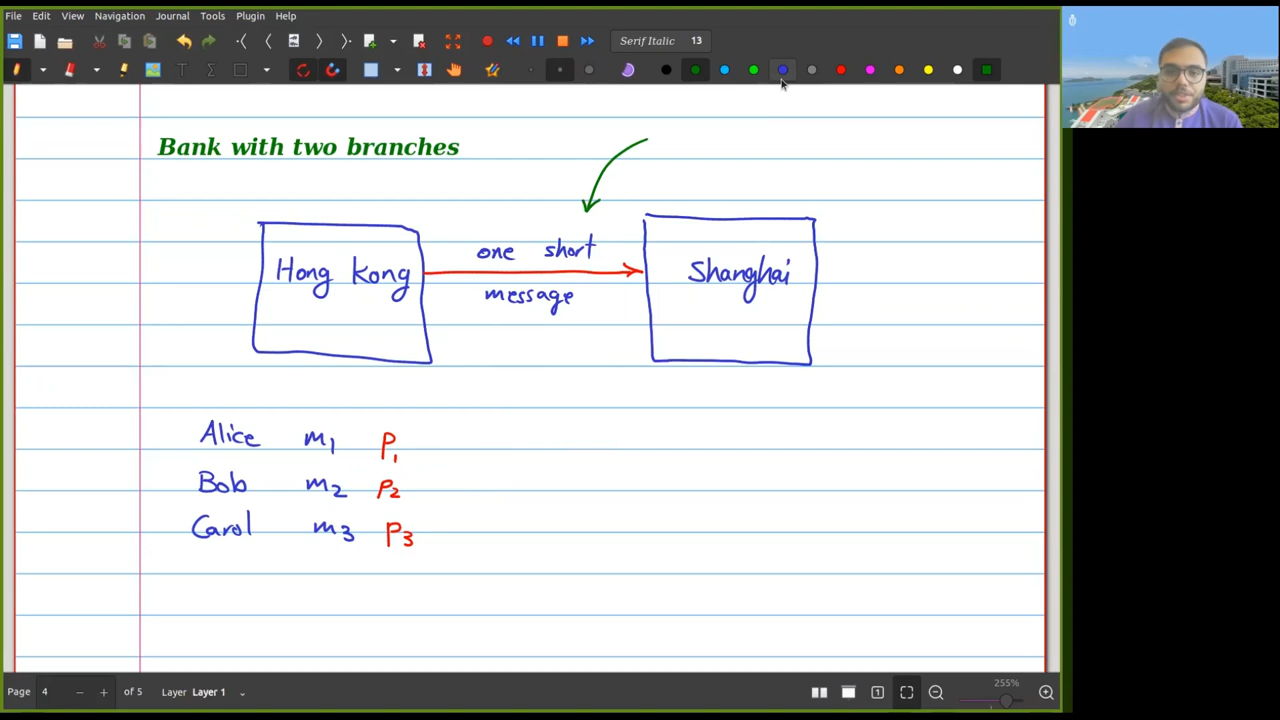 File Edit View Navigation Journal Tools Plugin Help
Serif Italic 13
Bank with two branches
one short
Hong Kong
Shanghai
message
Alice m1 p1
Bob m2 p2
Carol m3 p3
Page 4 of 5 Layer Layer 1
255%